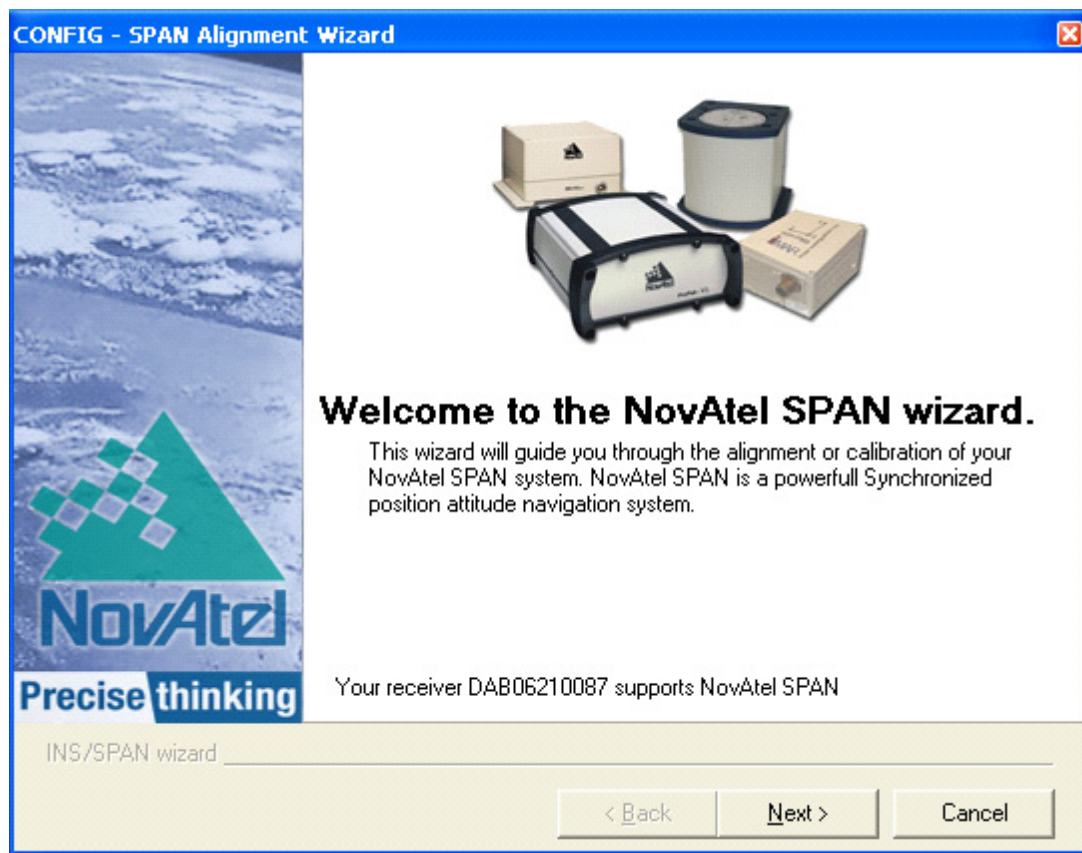 CONFIG - SPAN Alignment Wizard
Welcome to the NovAtel SPAN wizard.
This wizard will guide you through the alignment or calibration of your
NovAtel SPAN system. NovAtel SPAN is a powerfull Synchronized
position attitude navigation system.
NovAtel
Precise thinking
Your receiver DAB06210087 supports NovAtel SPAN
INS/SPAN wizard
< Back
Next >
Cancel